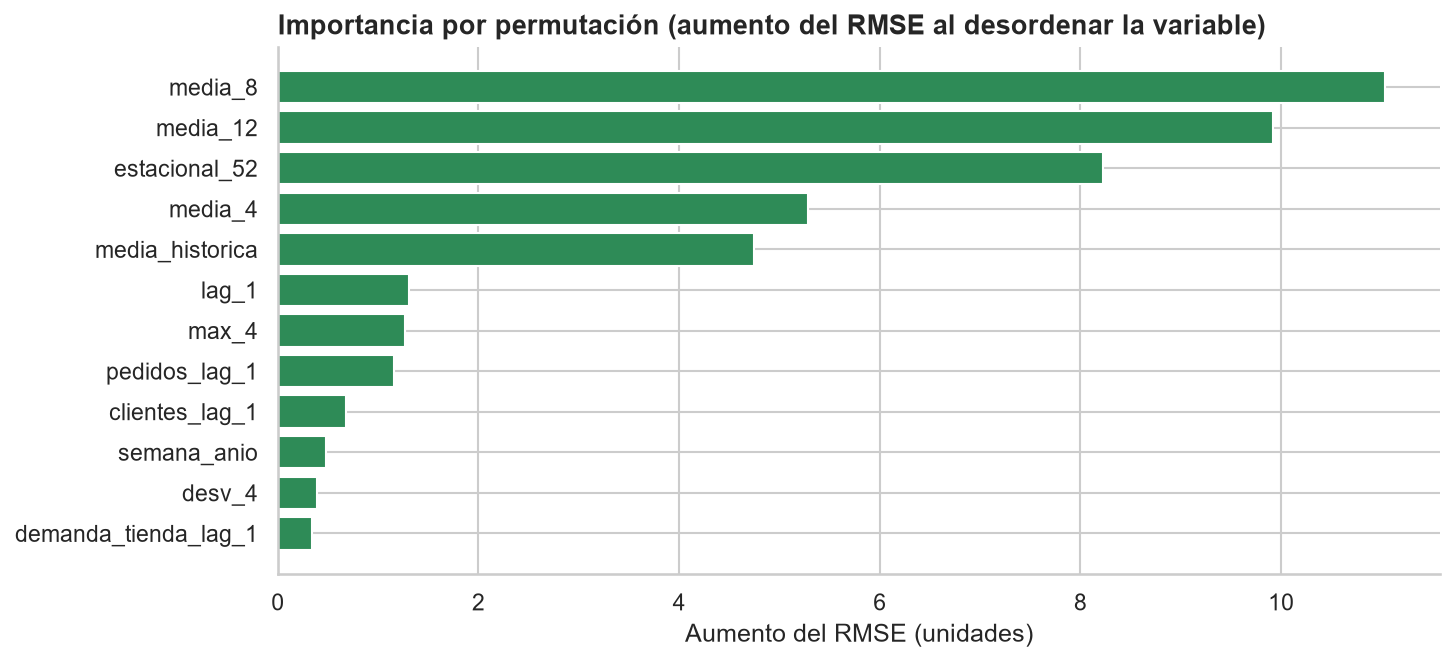 Importancia por permutación (aumento del RMSE al desordenar la variable)
media_8
media_12
estacional_52
media_4
media_historica
lag_1
max_4
pedidos_lag_1
clientes_lag_1
semana_anio
desv_4
demanda_tienda_lag_1
0 2 4 6 8 10
Aumento del RMSE (unidades)